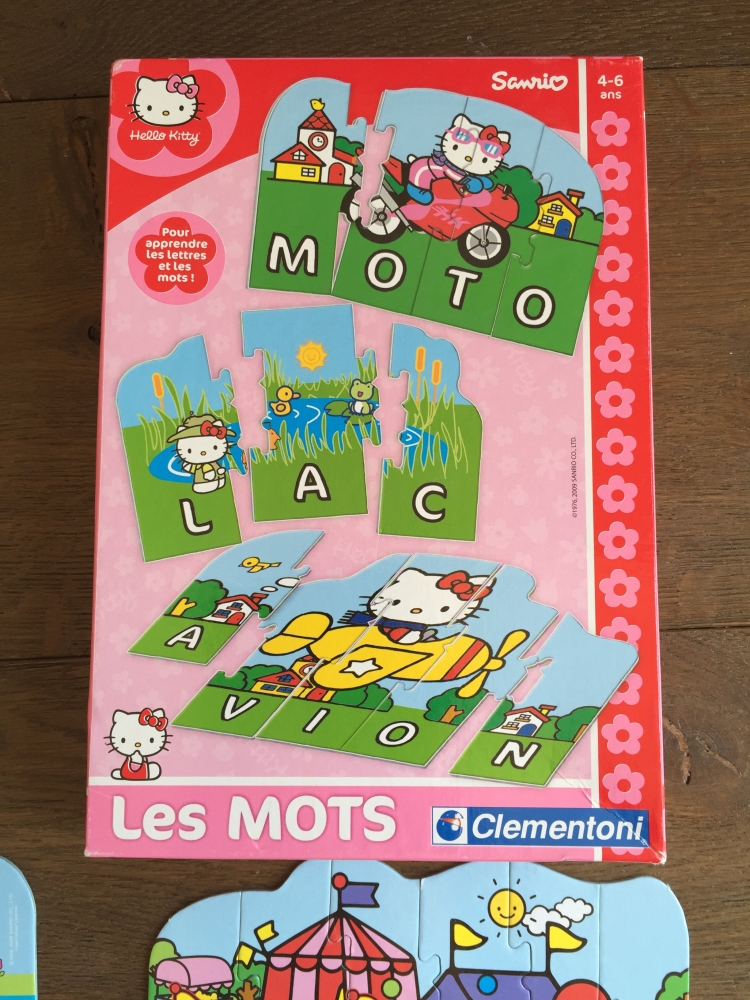 Sanrio
4-6
ans
Hello Kitty
Pour
apprendre
les lettres
et les
mots !
MOTO
LAC
©1976, 2009 SANRIO CO., LTD.
AVION
Les MOTS
Clementoni